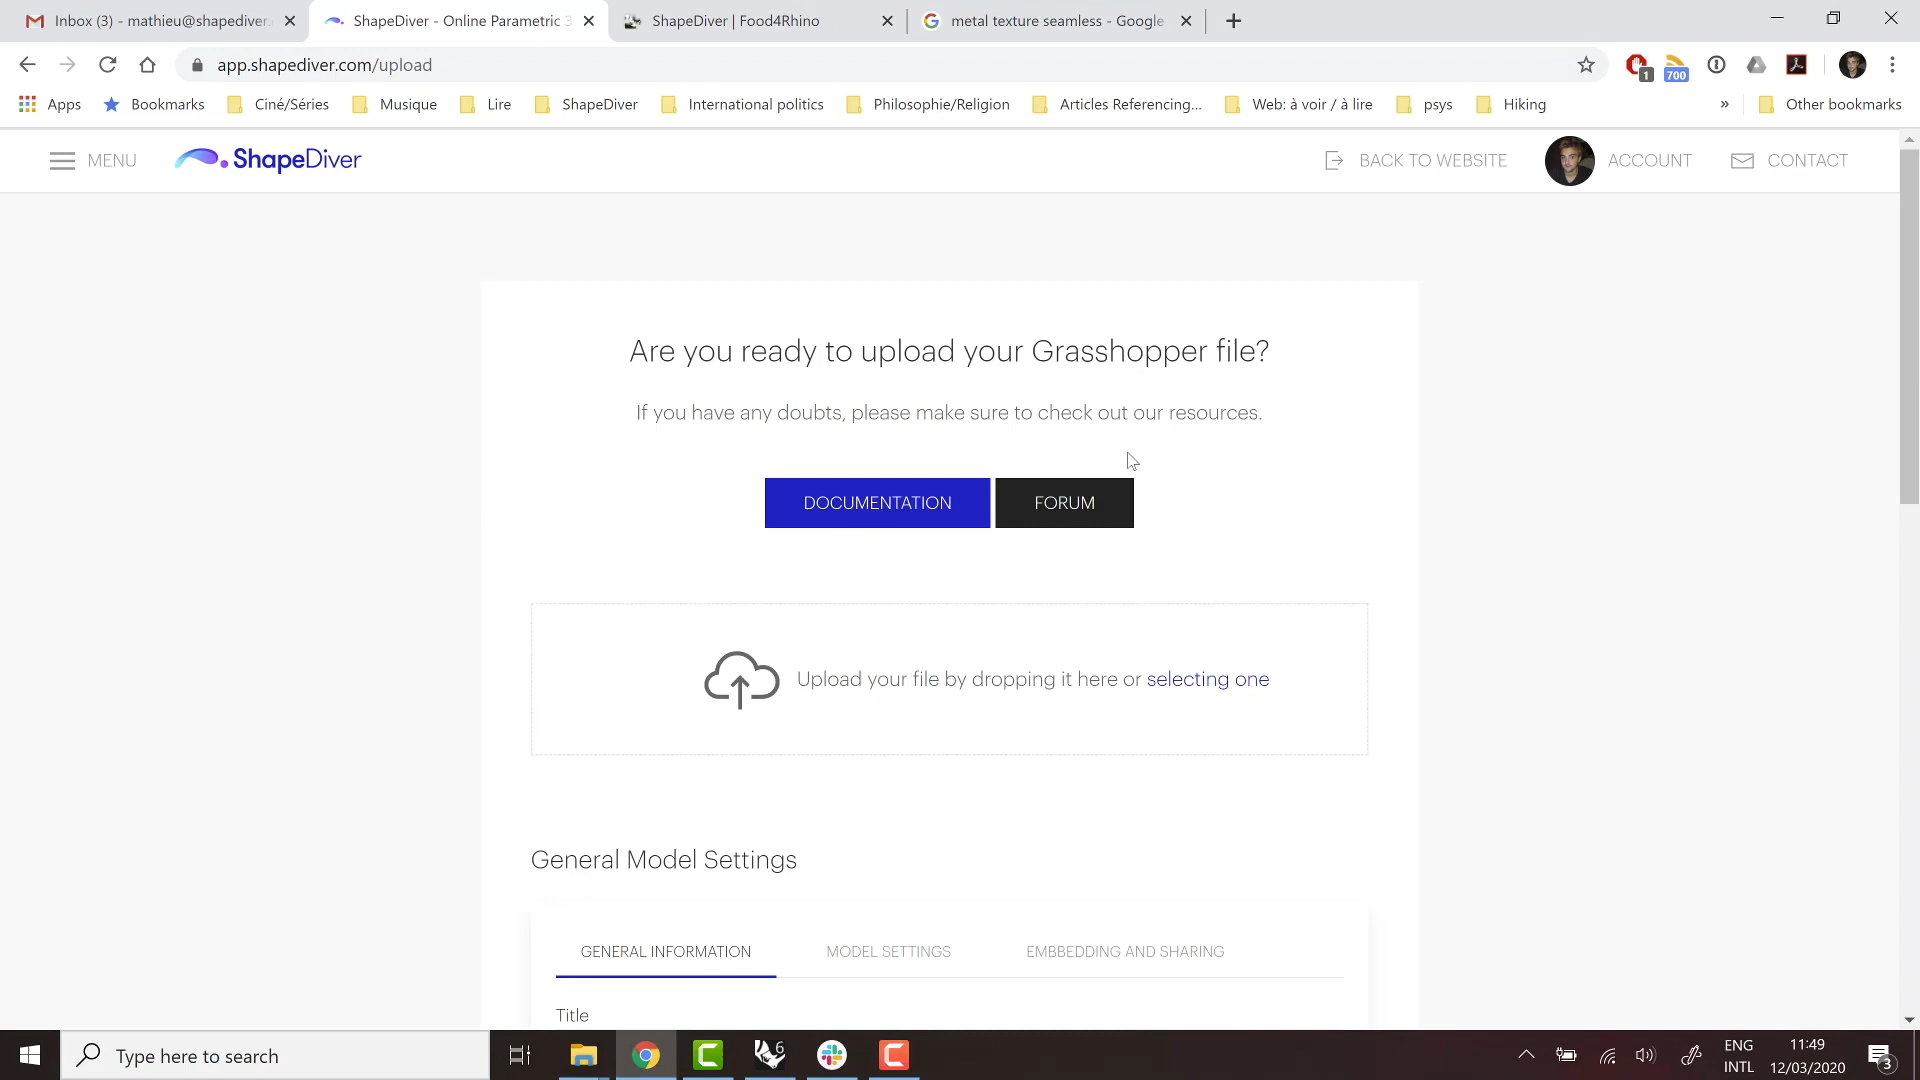 Inbox (3) - mathieu@shapediver.
ShapeDiver - Online Parametric 3
ShapeDiver | Food4Rhino
metal texture seamless - Google
app.shapediver.com/upload
1
700
Apps
Bookmarks
Ciné/Séries
Musique
Lire
ShapeDiver
International politics
Philosophie/Religion
Articles Referencing...
Web: à voir / à lire
psys
Hiking
»
Other bookmarks
MENU
ShapeDiver
BACK TO WEBSITE
ACCOUNT
CONTACT
Are you ready to upload your Grasshopper file?
If you have any doubts, please make sure to check out our resources.
DOCUMENTATION
FORUM
Upload your file by dropping it here or selecting one
General Model Settings
GENERAL INFORMATION
MODEL SETTINGS
EMBBEDDING AND SHARING
Title
Type here to search
6
ENG
INTL
11:49
12/03/2020
3